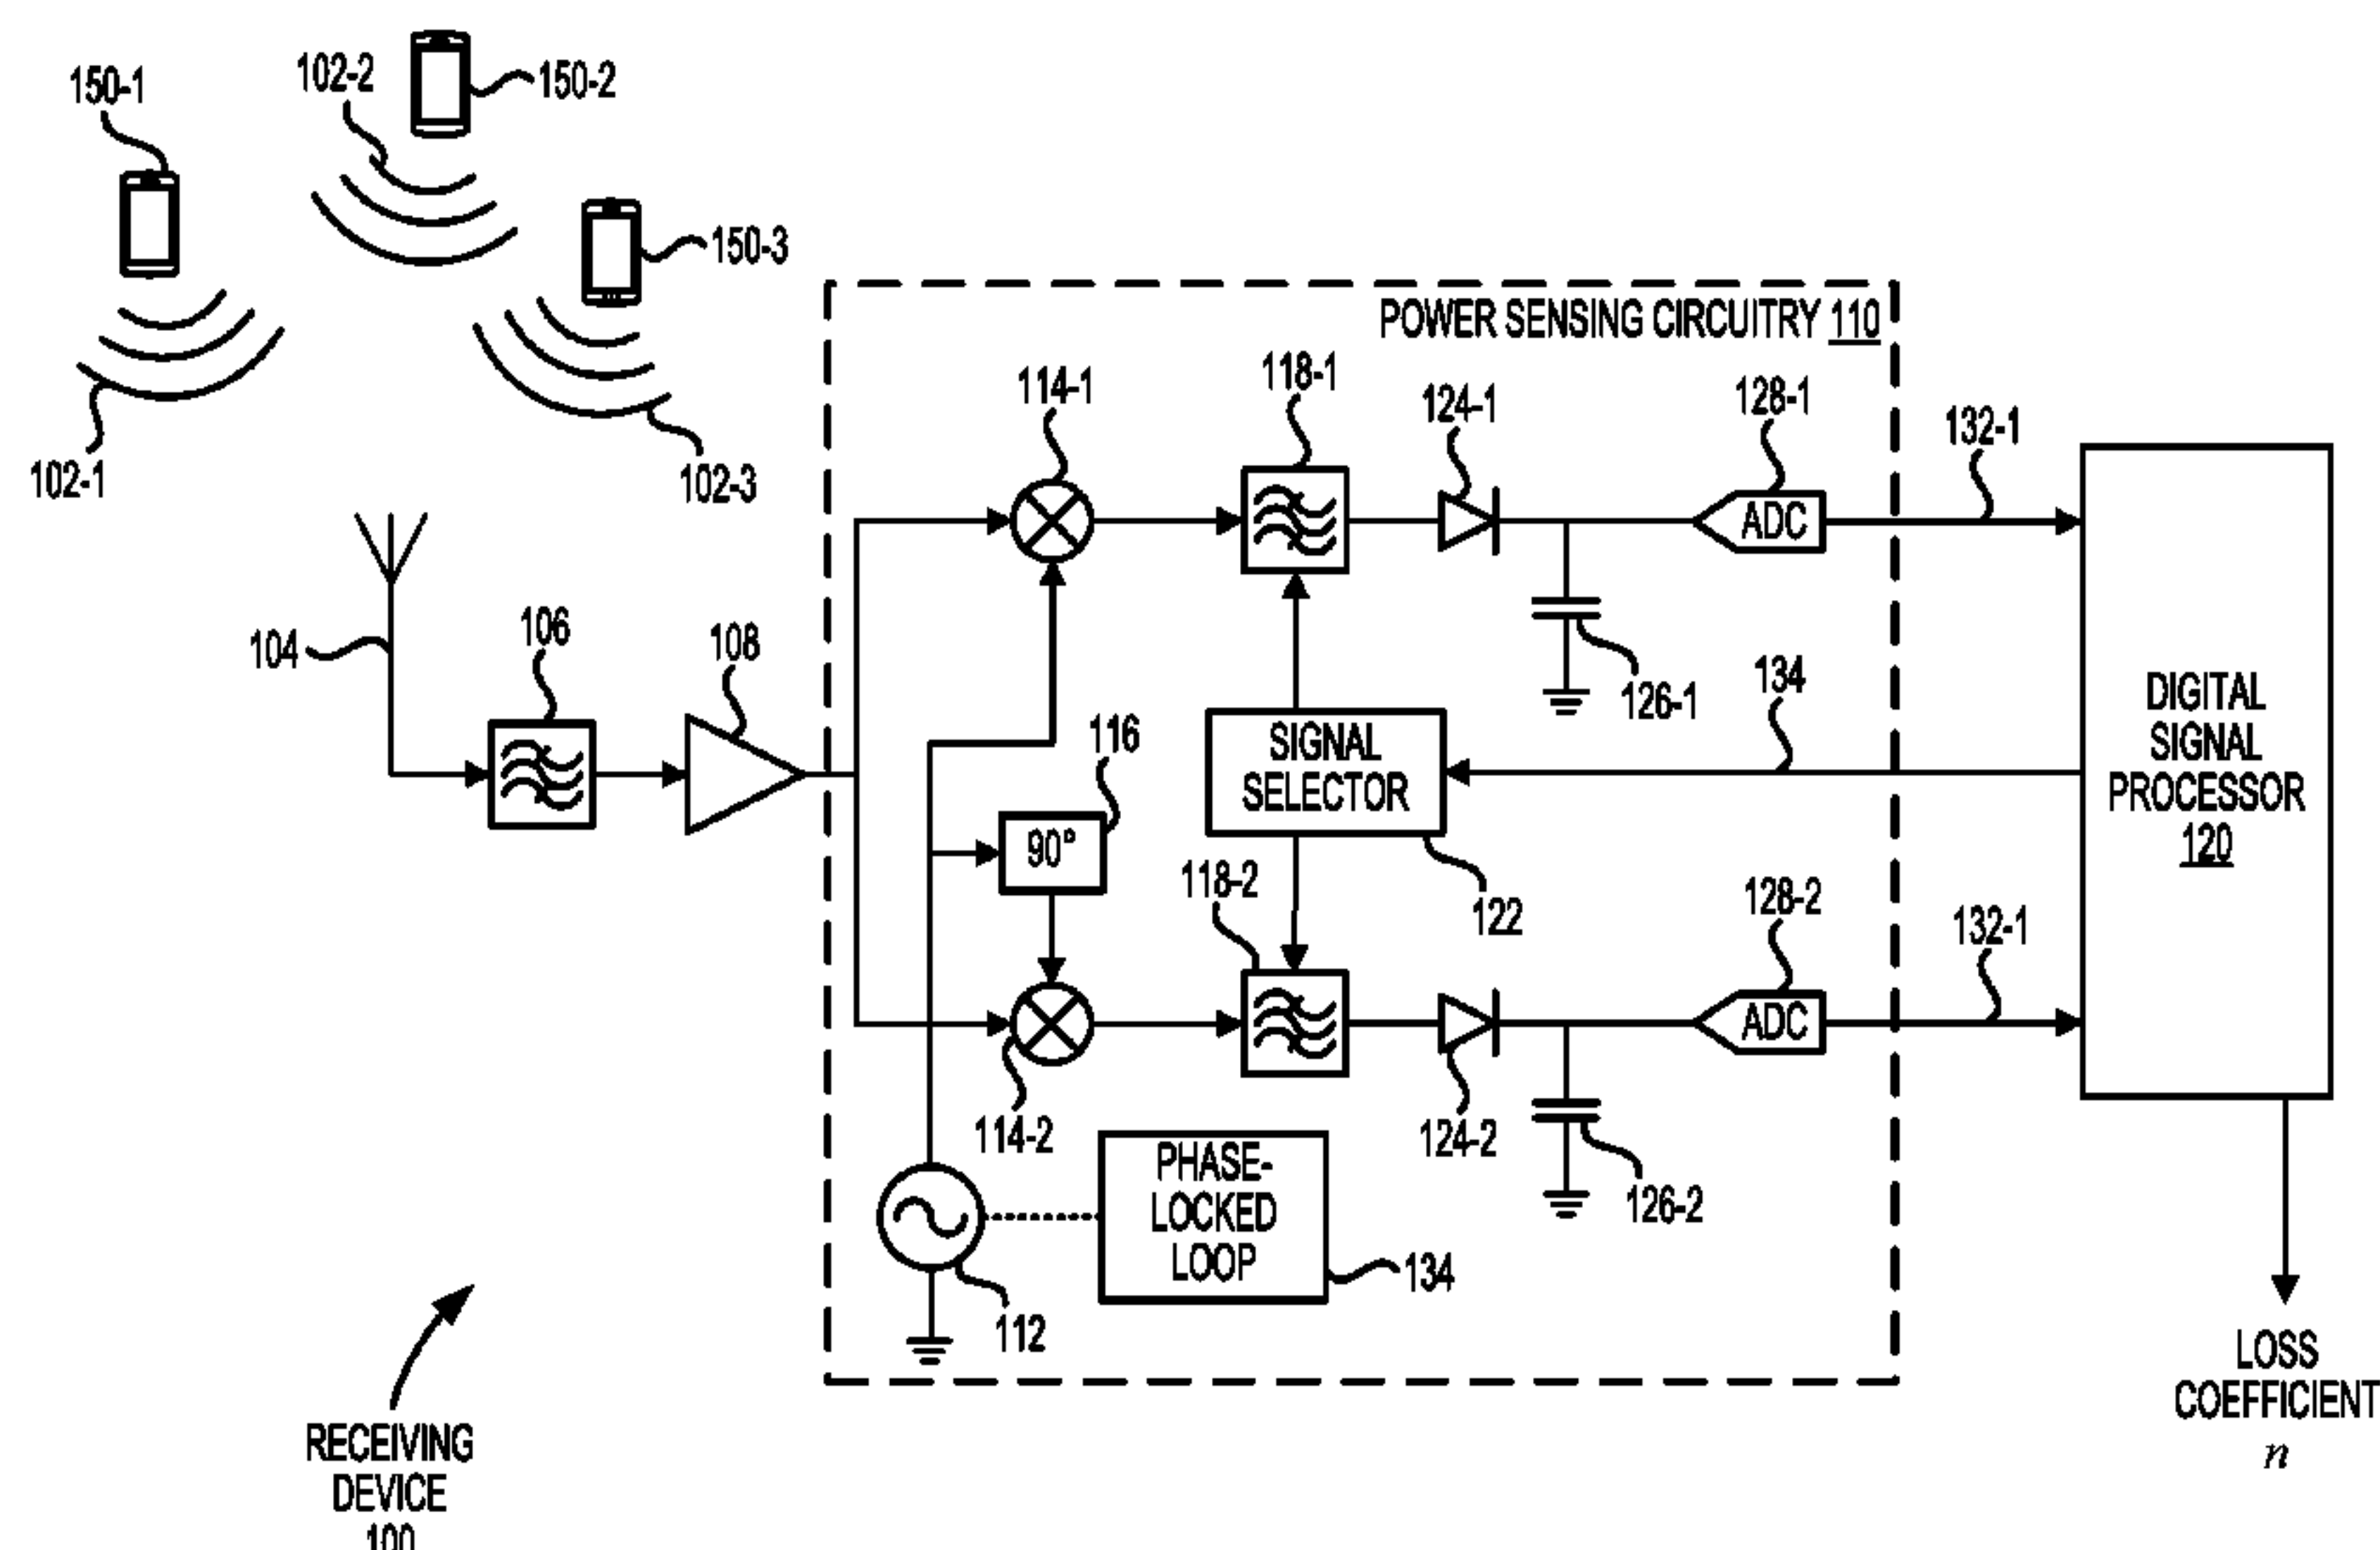 150-1
102-2
150-2
150-3
102-1
102-3
POWER SENSING CIRCUITRY 110
114-1
118-1
124-1
128-1
132-1
ADC
104
106
108
116
126-1
134
SIGNAL
SELECTOR
DIGITAL
SIGNAL
PROCESSOR
120
90°
118-2
122
128-2
132-1
ADC
114-2
124-2
126-2
PHASE-
LOCKED
LOOP
134
112
LOSS
COEFFICIENT
n
RECEIVING
DEVICE
100